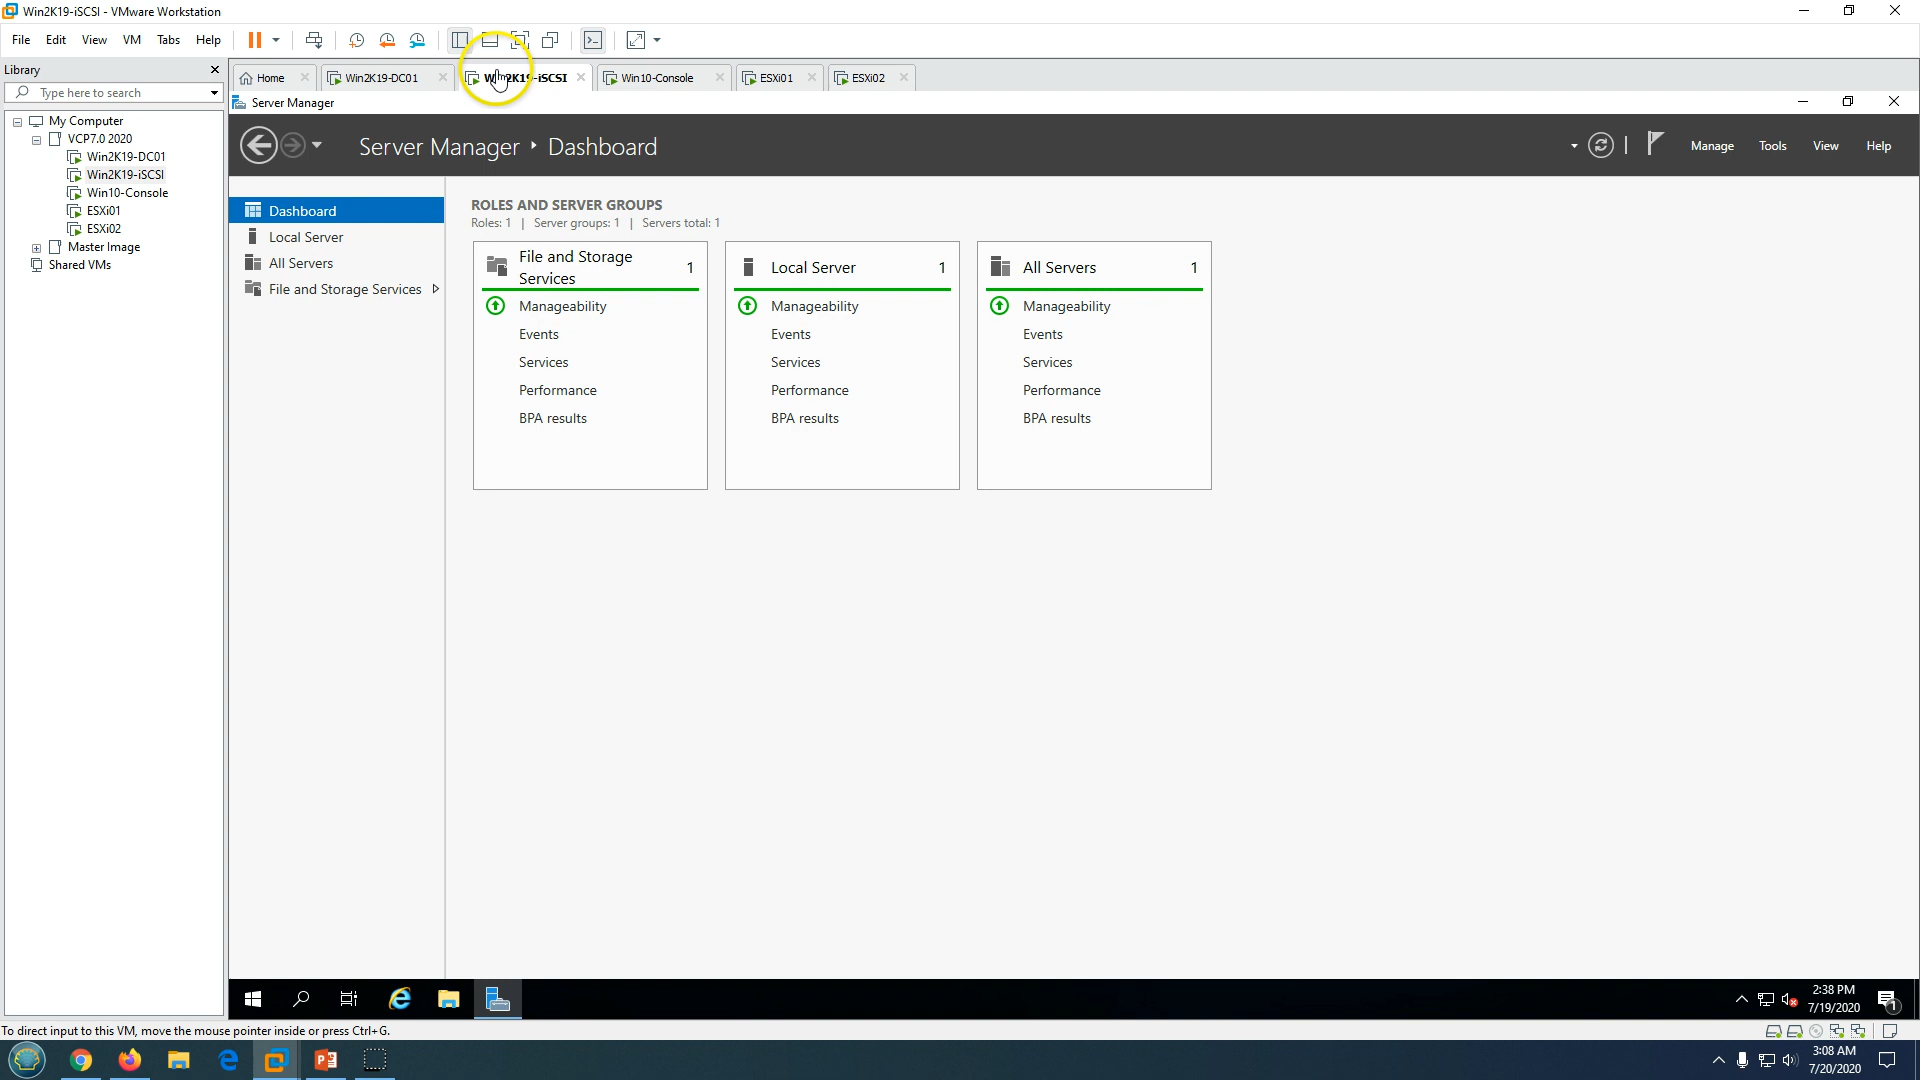 Win2K19-iSCSI - VMware Workstation
File Edit View VM Tabs Help
Library
Type here to search
My Computer
VCP7.0 2020
Win2K19-DC01
Win2K19-iSCSI
Win10-Console
ESXi01
ESXi02
Master Image
Shared VMs
Home Win2K19-DC01 Win2K19-iSCSI Win10-Console ESXi01 ESXi02
Server Manager
Server Manager Dashboard
Manage Tools View Help
Dashboard
Local Server
All Servers
File and Storage Services
ROLES AND SERVER GROUPS
Roles: 1 | Server groups: 1 | Servers total: 1
File and Storage
Services 1
Manageability
Events
Services
Performance
BPA results
Local Server 1
Manageability
Events
Services
Performance
BPA results
All Servers 1
Manageability
Events
Services
Performance
BPA results
2:38 PM
7/19/2020
1
To direct input to this VM, move the mouse pointer inside or press Ctrl+G.
3:08 AM
7/20/2020